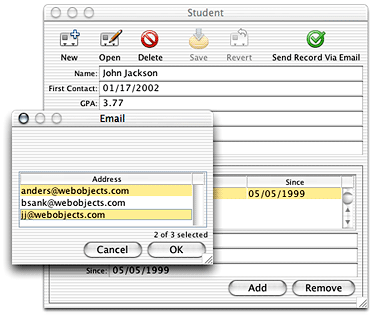 Student
New Open Delete Save Revert Send Record Via Email
Name: John Jackson
First Contact: 01/17/2002
GPA: 3.77
Email
Address
anders@webobjects.com
bsank@webobjects.com
jj@webobjects.com
2 of 3 selected
Cancel OK
Since
05/05/1999
Since: 05/05/1999
Add Remove